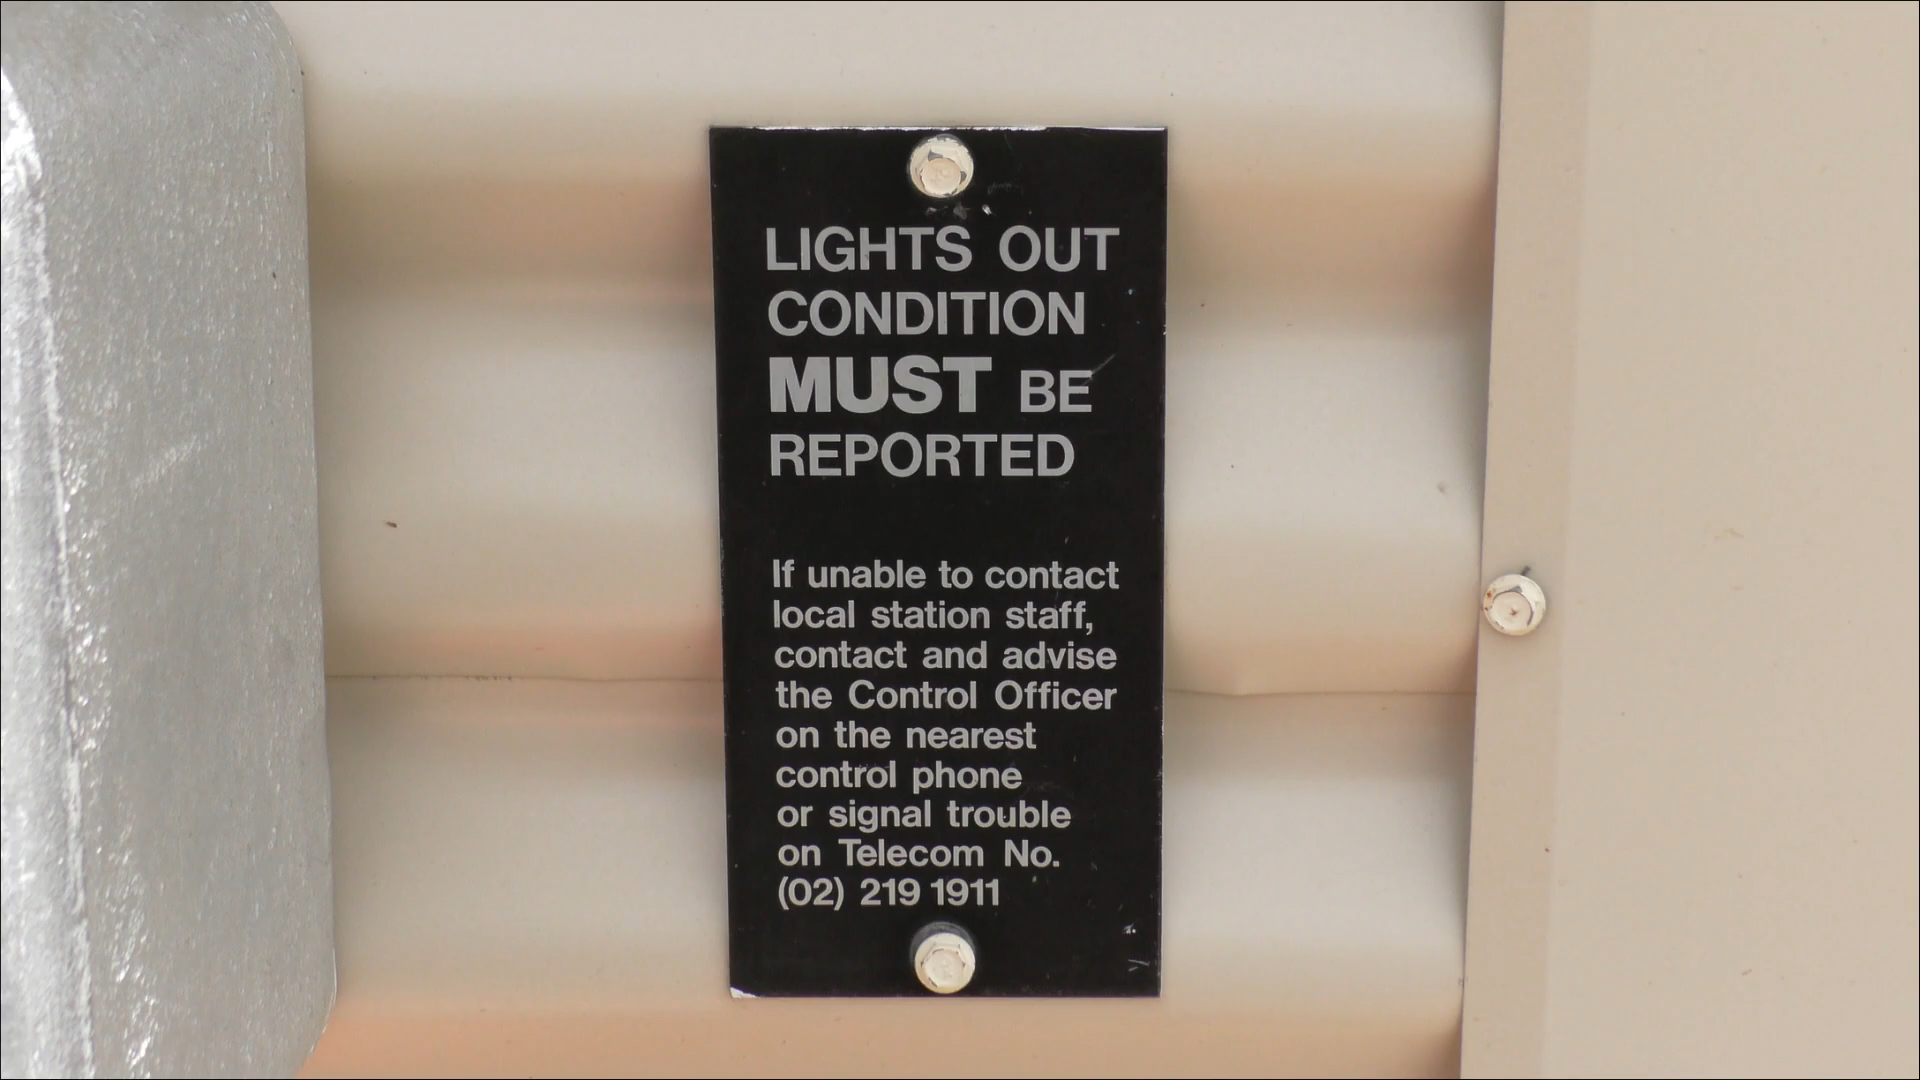 LIGHTS OUT
CONDITION
MUST BE
REPORTED
If unable to contact
local station staff,
contact and advise
the Control Officer
on the nearest
control phone
or signal trouble
on Telecom No.
(02) 219 1911